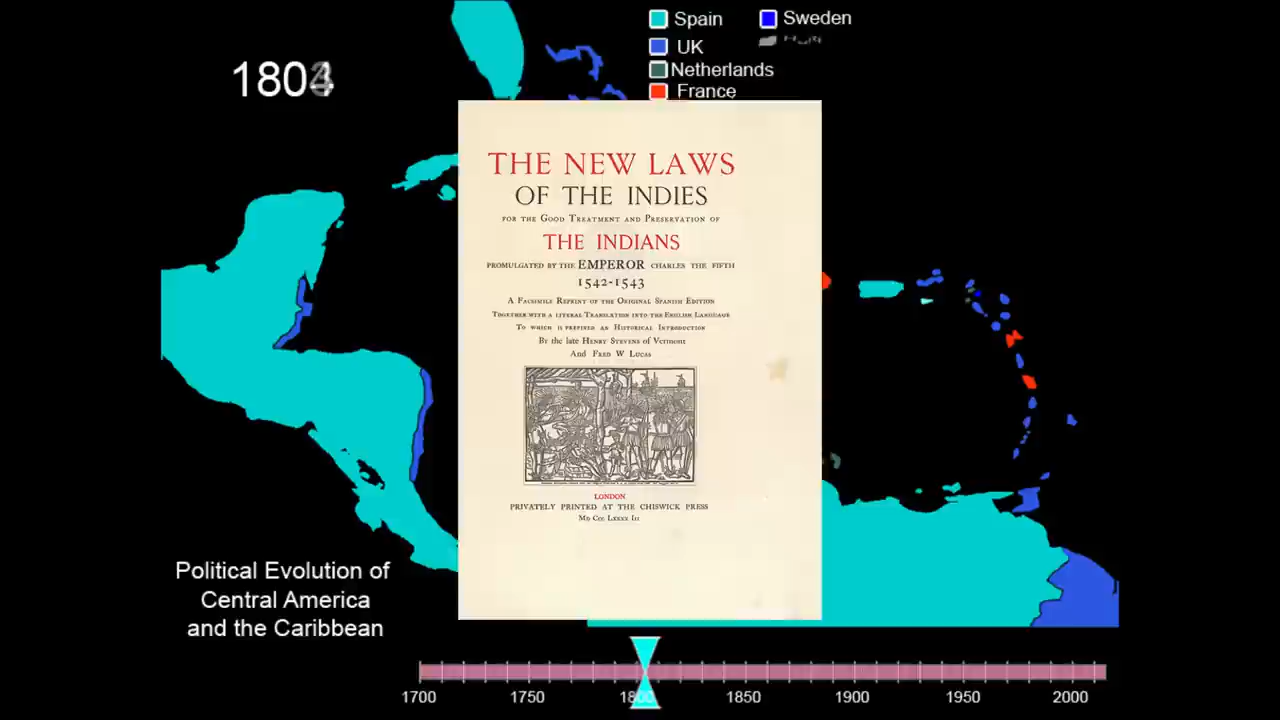 Spain
Sweden
UK
Netherlands
France
THE NEW LAWS
OF THE INDIES
FOR THE GOOD TREATMENT AND PRESERVATION OF
THE INDIANS
PROMULGATED BY THE EMPEROR CHARLES THE FIFTH
1542-1543
A FACSIMILE REPRINT OF THE ORIGINAL SPANISH EDITION
TOGETHER WITH A LITERAL TRANSLATION INTO THE ENGLISH LANGUAGE
TO WHICH IS PREFIXED AN HISTORICAL INTRODUCTION
By the late HENRY STEVENS of Vermont
And FRED W LUCAS
LONDON
PRIVATELY PRINTED AT THE CHISWICK PRESS
Political Evolution of
Central America
and the Caribbean
1700 1750 1800 1850 1900 1950 2000